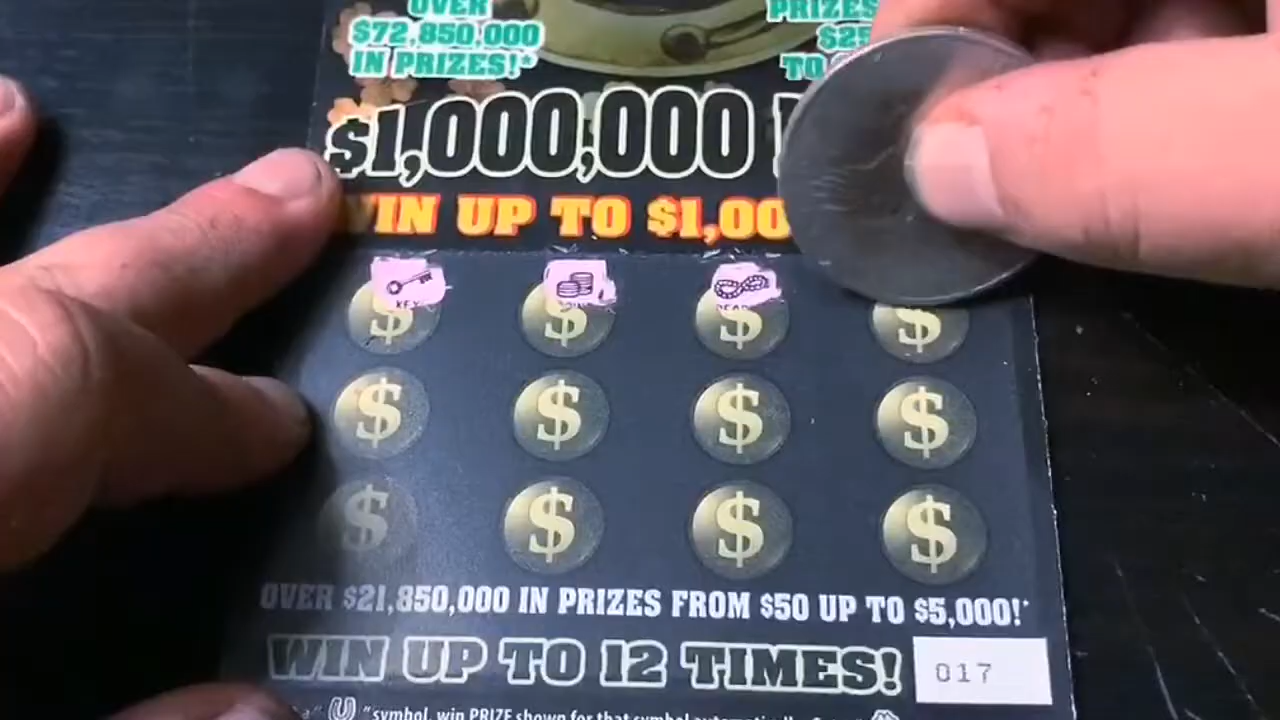 OVER
$72,850,000
IN PRIZES!*
PRIZES
TO
$1,000,000
WIN UP TO $1,00
KEY
$ $ $ $
$ $ $ $
$ $ $ $
OVER $21,850,000 IN PRIZES FROM $50 UP TO $5,000!*
WIN UP TO 12 TIMES!
017
" symbol, win PRIZE shown for that symbol automatically.